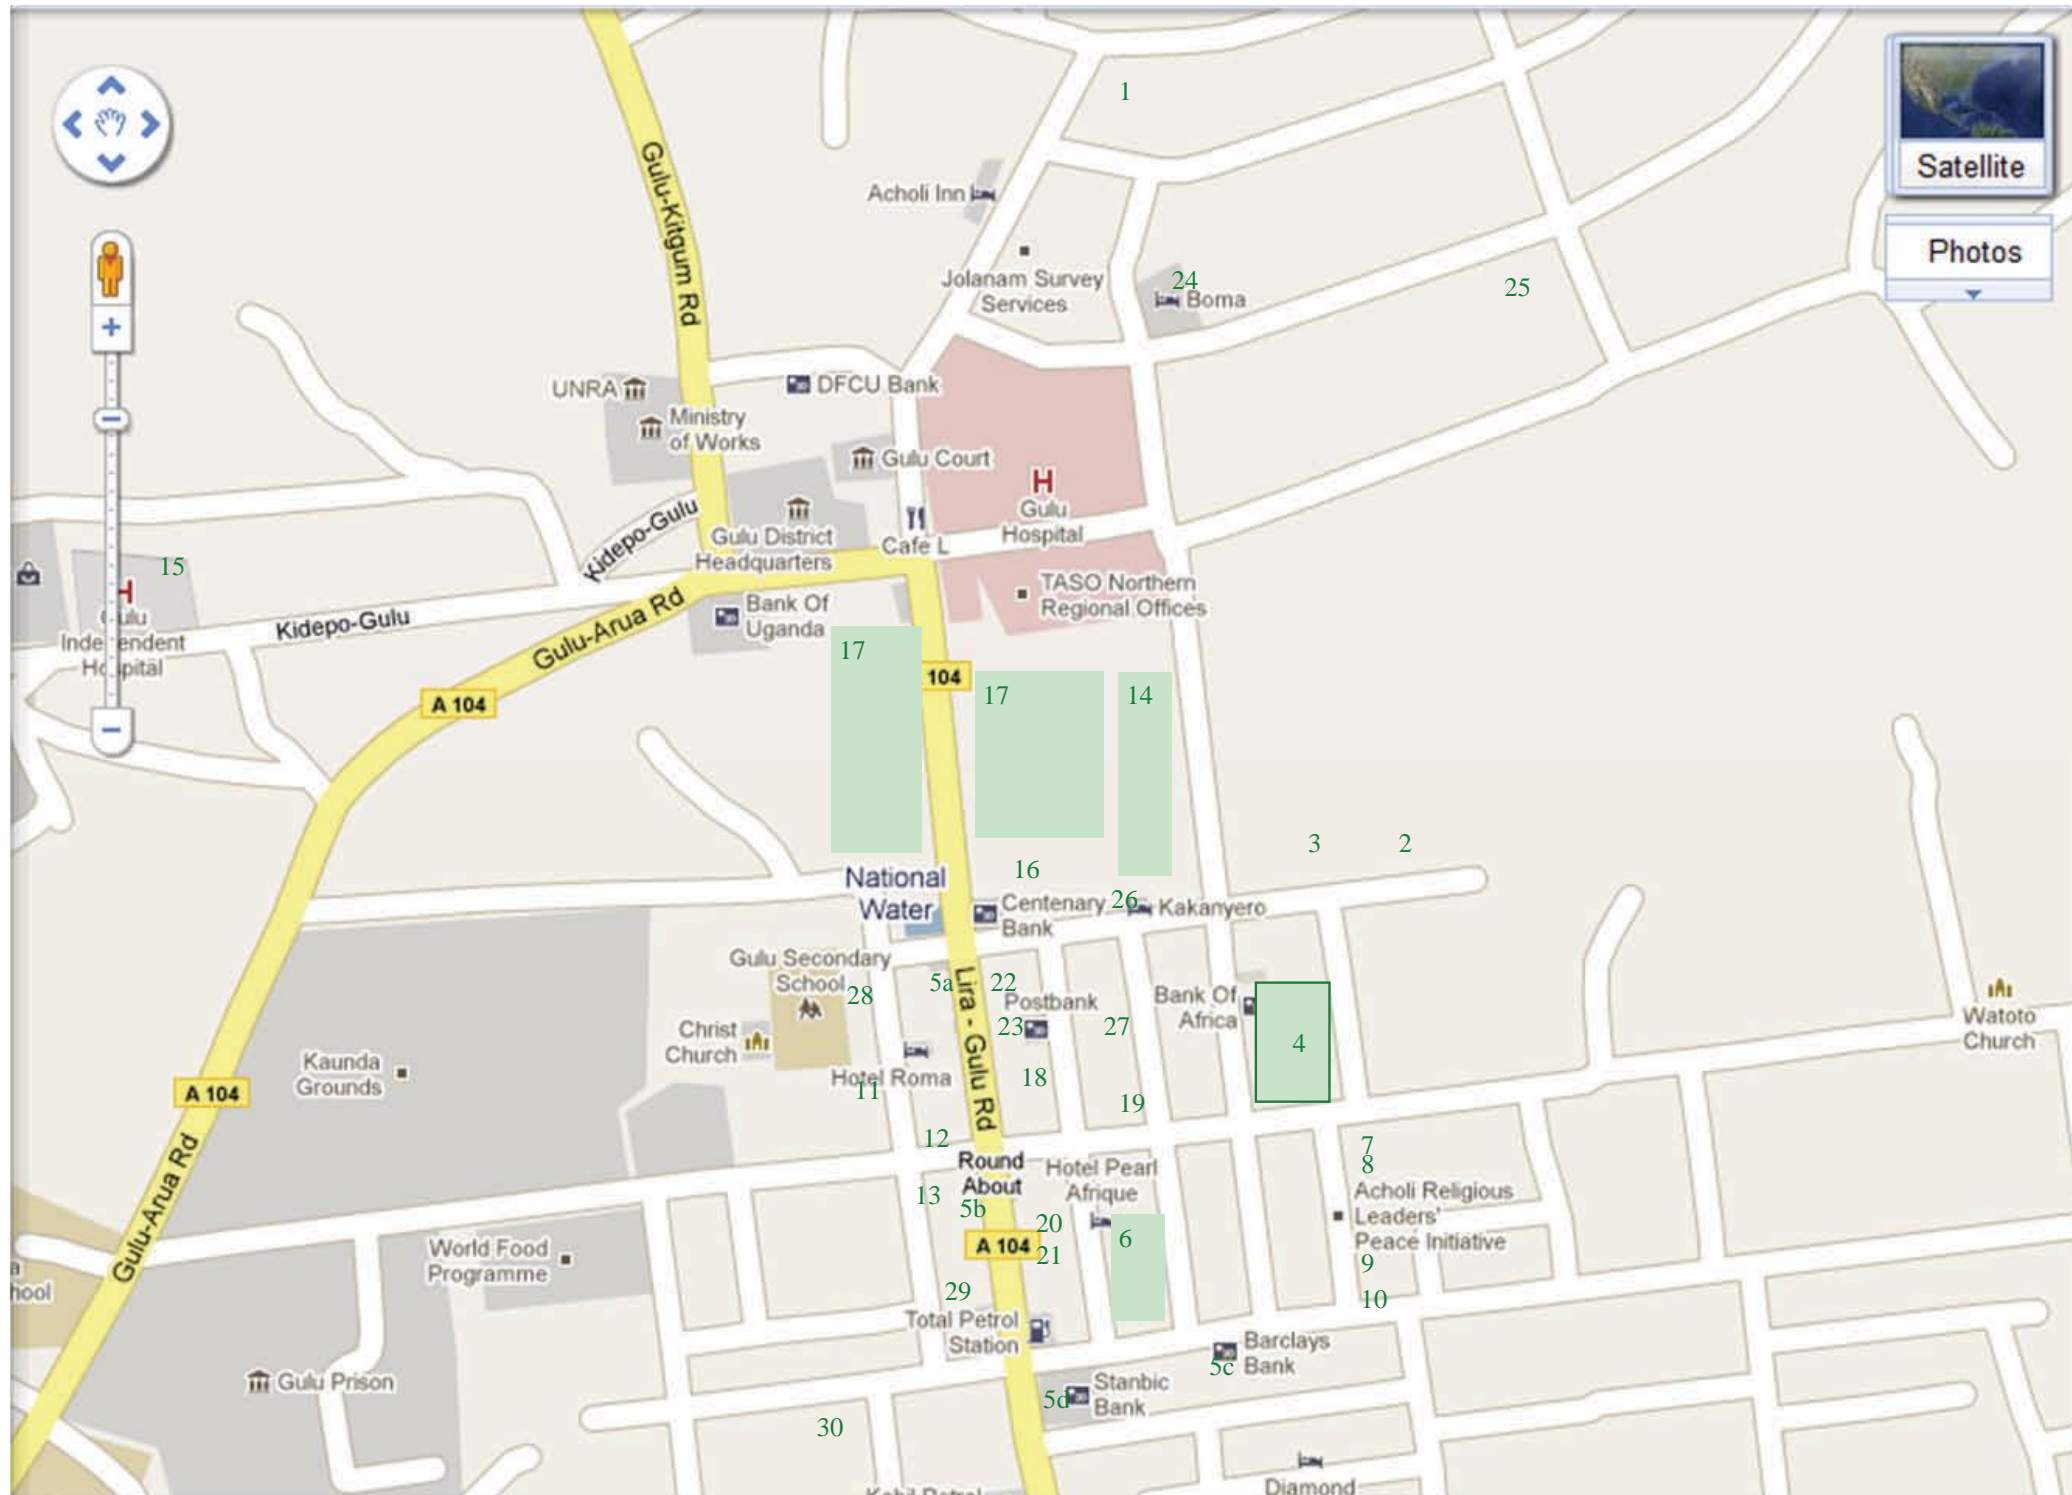 1
Satellite
Photos
Gulu-Kitgum Rd
Acholi Inn
Jolanam Survey
Services
24
Boma
25
UNRA
DFCU Bank
Ministry
of Works
Gulu Court
H
Gulu
Hospital
Kidepo-Gulu
Gulu District
Headquarters
Cafe L
15
H
Independent
Kidepo-Gulu
Gulu-Arua Rd
Bank Of
Uganda
TASO Northern
Regional Offices
17
104
17
14
A 104
3
2
16
National
Water
Centenary
Bank
26
Kakanyero
Gulu Secondary
School
28
5a
22
Postbank
23
27
Bank Of
Africa
4
Watoto
Church
Christ
Church
Hotel Roma
11
18
19
Lira - Gulu Rd
Kaunda
Grounds
A 104
Gulu-Arua Rd
12
Round
About
13
5b
Hotel Pearl
Afrique
20
21
6
A 104
7
8
Acholi Religious
Leaders'
Peace Initiative
9
10
World Food
Programme
29
Total Petrol
Station
hool
Gulu Prison
Barclays
Bank
5c
Stanbic
Bank
5d
30
Diamond